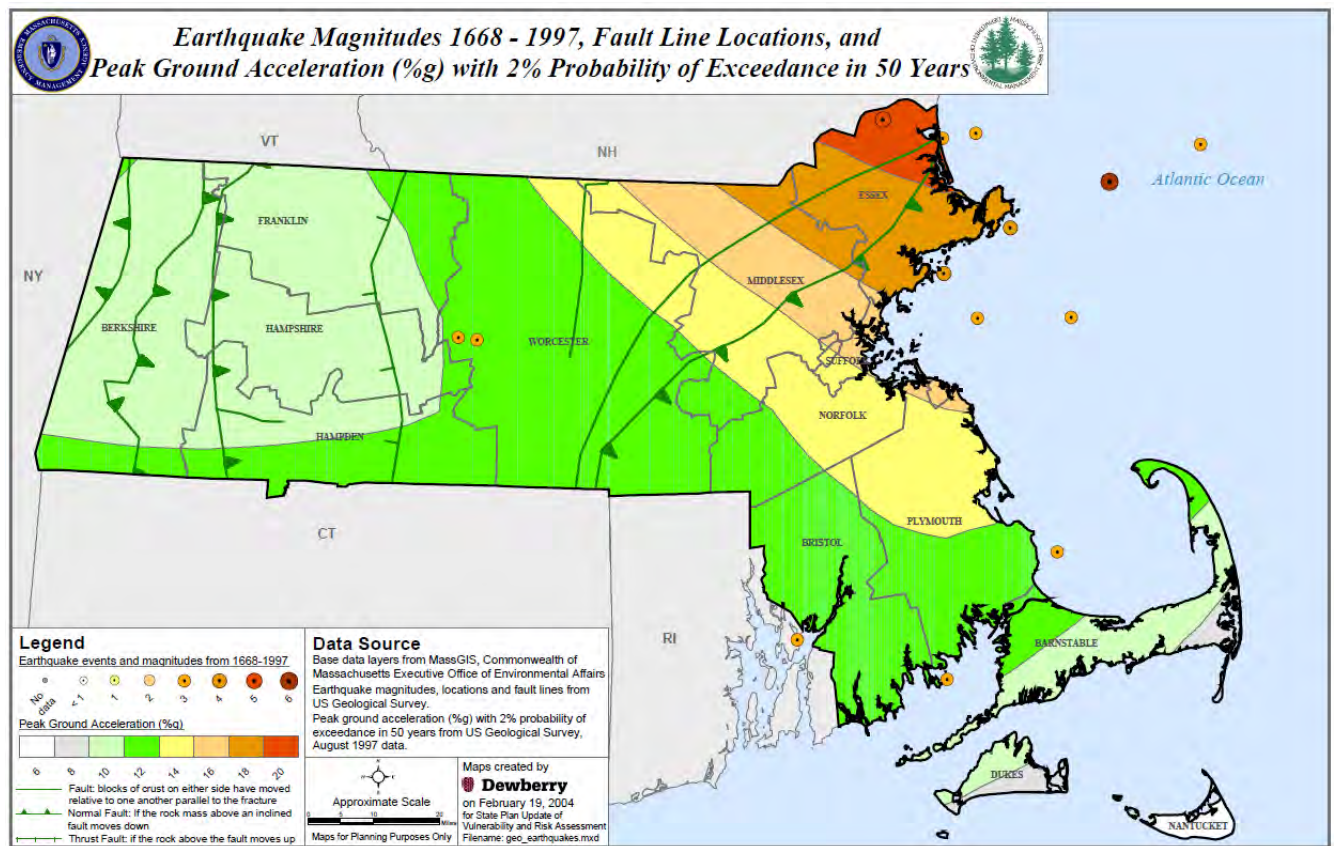 Earthquake Magnitudes 1668 - 1997, Fault Line Locations, and
Peak Ground Acceleration (%g) with 2% Probability of Exceedance in 50 Years
VT
NH
Atlantic Ocean
ESSEX
FRANKLIN
NY
MIDDLESEX
BERKSHIRE
HAMPSHIRE
WORCESTER
SUFFOLK
NORFOLK
HAMPDEN
PLYMOUTH
CT
BRISTOL
RI
BARNSTABLE
DUKES
NANTUCKET
Legend
Earthquake events and magnitudes from 1668-1997
No data
< 1
1
2
3
4
5
6
Peak Ground Acceleration (%g)
6
8
10
12
14
16
18
20
Fault: blocks of crust on either side have moved
relative to one another parallel to the fracture
Normal Fault: If the rock mass above an inclined
fault moves down
Thrust Fault: if the rock above the fault moves up
Data Source
Base data layers from MassGIS, Commonwealth of
Massachusetts Executive Office of Environmental Affairs
Earthquake magnitudes, locations and fault lines from
US Geological Survey.
Peak ground acceleration (%g) with 2% probability of
exceedance in 50 years from US Geological Survey,
August 1997 data.
Approximate Scale
0 5 10 20
Miles
Maps for Planning Purposes Only
Maps created by
Dewberry
on February 19, 2004
for State Plan Update of
Vulnerability and Risk Assessment
Filename: geo_earthquakes.mxd